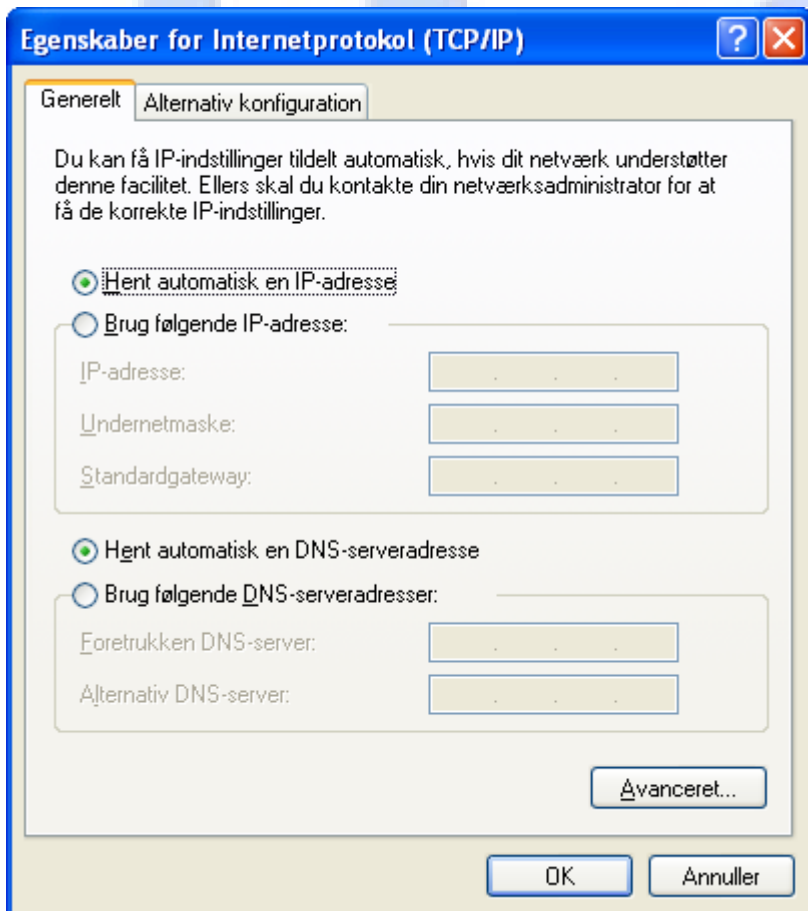 Egenskaber for Internetprotokol (TCP/IP)
?
Generelt
Alternativ konfiguration
Du kan få IP-indstillinger tildelt automatisk, hvis dit netværk understøtter
denne facilitet. Ellers skal du kontakte din netværksadministrator for at
få de korrekte IP-indstillinger.
Hent automatisk en IP-adresse
Brug følgende IP-adresse:
IP-adresse:
Undernetmaske:
Standardgateway:
Hent automatisk en DNS-serveradresse
Brug følgende DNS-serveradresser:
Foretrukken DNS-server:
Alternativ DNS-server:
Avanceret...
OK
Annuller